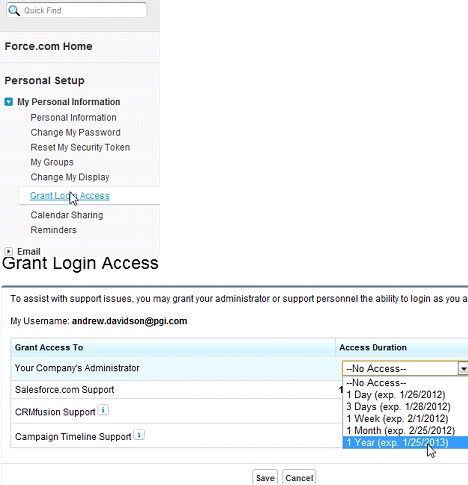 Quick Find
Force.com Home
Personal Setup
My Personal Information
Personal Information
Change My Password
Reset My Security Token
My Groups
Change My Display
Grant Login Access
Calendar Sharing
Reminders
Email
Grant Login Access
To assist with support issues, you may grant your administrator or support personnel the ability to login as you a
My Username: andrew.davidson@pgi.com
Grant Access To Access Duration
Your Company's Administrator --No Access--
Salesforce.com Support 1
CRMfusion Support i
Campaign Timeline Support i
--No Access--
1 Day (exp. 1/26/2012)
3 Days (exp. 1/28/2012)
1 Week (exp. 2/1/2012)
1 Month (exp. 2/25/2012)
1 Year (exp. 1/25/2013)
Save Cancel